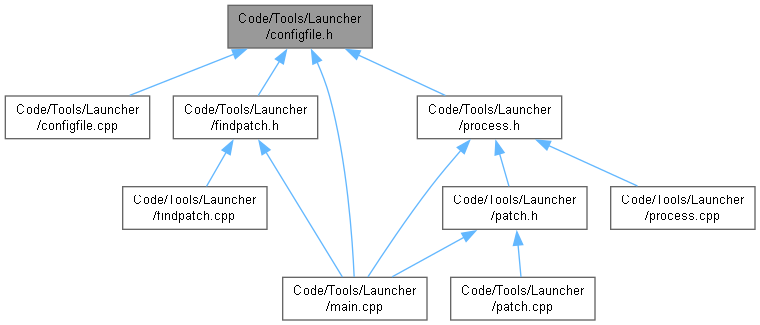 Code/Tools/Launcher
/configfile.h
Code/Tools/Launcher
/configfile.cpp
Code/Tools/Launcher
/findpatch.h
Code/Tools/Launcher
/process.h
Code/Tools/Launcher
/findpatch.cpp
Code/Tools/Launcher
/patch.h
Code/Tools/Launcher
/process.cpp
Code/Tools/Launcher
/main.cpp
Code/Tools/Launcher
/patch.cpp